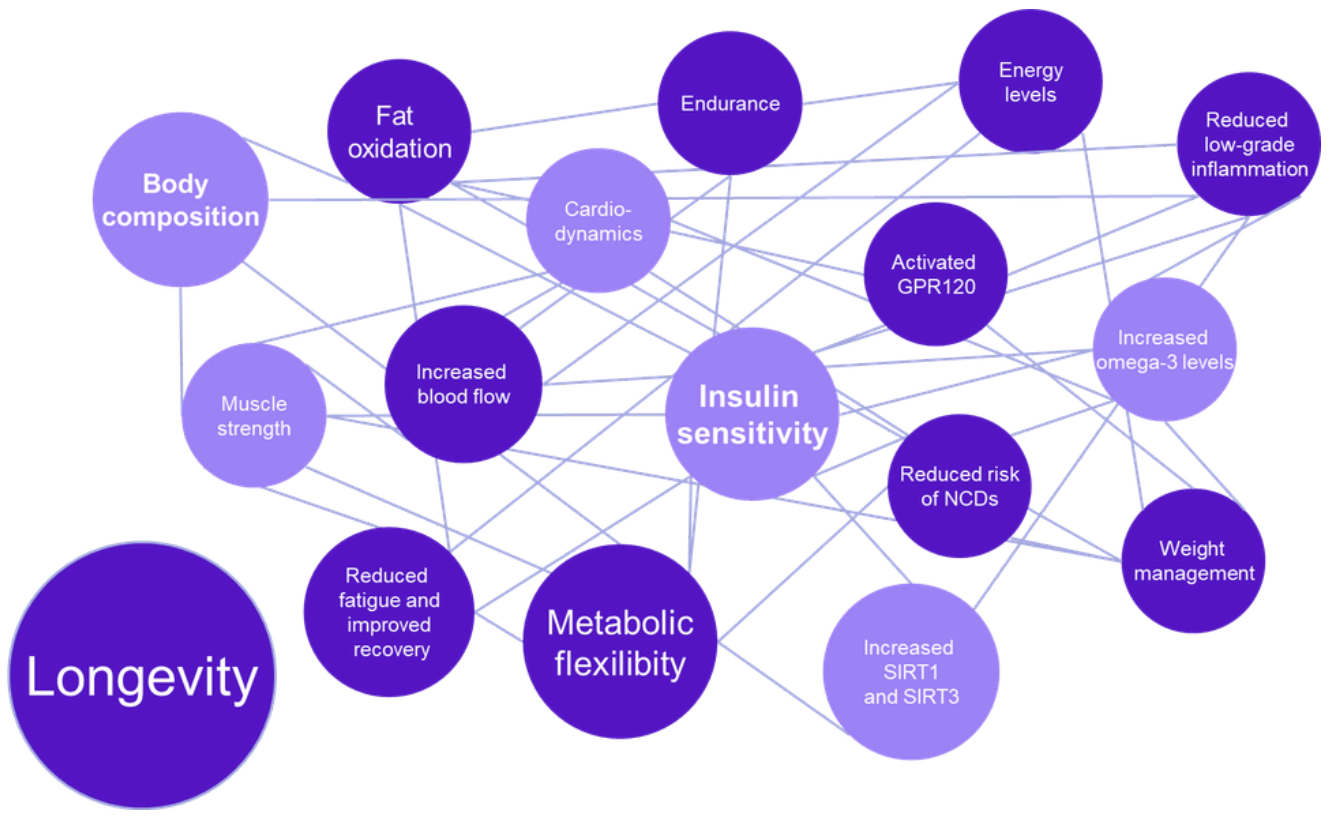 Energy
levels
Endurance
Fat
oxidation
Reduced
low-grade
inflammation
Body
composition
Cardio-
dynamics
Activated
GPR120
Increased
omega-3 levels
Increased
blood flow
Muscle
strength
Insulin
sensitivity
Reduced risk
of NCDs
Weight
management
Reduced
fatigue and
improved
recovery
Metabolic
flexilibity
Increased
SIRT1
and SIRT3
Longevity